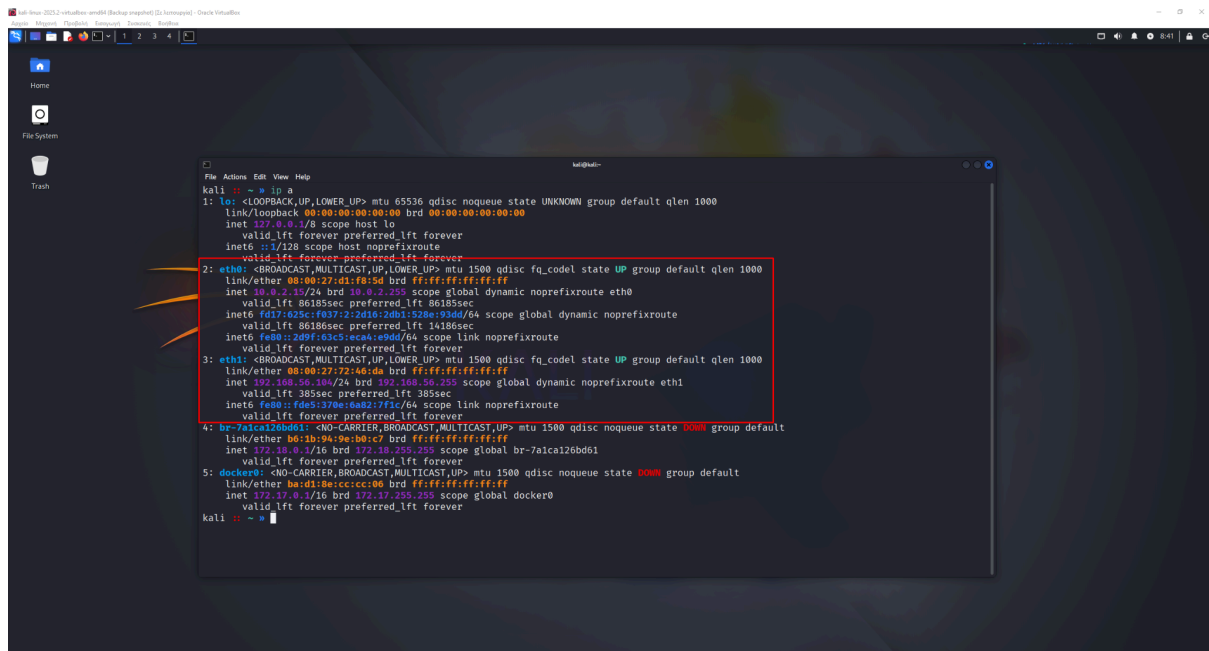 kali-linux-2025.2-virtualbox-amd64 (Backup snapshot) [Σε λειτουργία] - Oracle VirtualBox
Αρχείο Μηχανή Προβολή Εισαγωγή Συσκευές Βοήθεια
1 2 3 4
8:41
Home
File System
Trash
kali@kali:~
File Actions Edit View Help
kali :: ~ » ip a
1: lo: <LOOPBACK,UP,LOWER_UP> mtu 65536 qdisc noqueue state UNKNOWN group default qlen 1000
link/loopback 00:00:00:00:00:00 brd 00:00:00:00:00:00
inet 127.0.0.1/8 scope host lo
valid_lft forever preferred_lft forever
inet6 ::1/128 scope host noprefixroute
valid_lft forever preferred_lft forever
2: eth0: <BROADCAST,MULTICAST,UP,LOWER_UP> mtu 1500 qdisc fq_codel state UP group default qlen 1000
link/ether 08:00:27:d1:f8:5d brd ff:ff:ff:ff:ff:ff
inet 10.0.2.15/24 brd 10.0.2.255 scope global dynamic noprefixroute eth0
valid_lft 86185sec preferred_lft 86185sec
inet6 fd17:625c:f037:2:2d16:2db1:528e:93dd/64 scope global dynamic noprefixroute
valid_lft 86186sec preferred_lft 14186sec
inet6 fe80::2d9f:63c5:eca4:e9dd/64 scope link noprefixroute
valid_lft forever preferred_lft forever
3: eth1: <BROADCAST,MULTICAST,UP,LOWER_UP> mtu 1500 qdisc fq_codel state UP group default qlen 1000
link/ether 08:00:27:72:46:da brd ff:ff:ff:ff:ff:ff
inet 192.168.56.104/24 brd 192.168.56.255 scope global dynamic noprefixroute eth1
valid_lft 385sec preferred_lft 385sec
inet6 fe80::fde5:370e:6a82:7f1c/64 scope link noprefixroute
valid_lft forever preferred_lft forever
4: br-7a1ca126bd61: <NO-CARRIER,BROADCAST,MULTICAST,UP> mtu 1500 qdisc noqueue state DOWN group default
link/ether b6:1b:94:9e:b0:c7 brd ff:ff:ff:ff:ff:ff
inet 172.18.0.1/16 brd 172.18.255.255 scope global br-7a1ca126bd61
valid_lft forever preferred_lft forever
5: docker0: <NO-CARRIER,BROADCAST,MULTICAST,UP> mtu 1500 qdisc noqueue state DOWN group default
link/ether ba:d1:8e:cc:cc:06 brd ff:ff:ff:ff:ff:ff
inet 172.17.0.1/16 brd 172.17.255.255 scope global docker0
valid_lft forever preferred_lft forever
kali :: ~ »